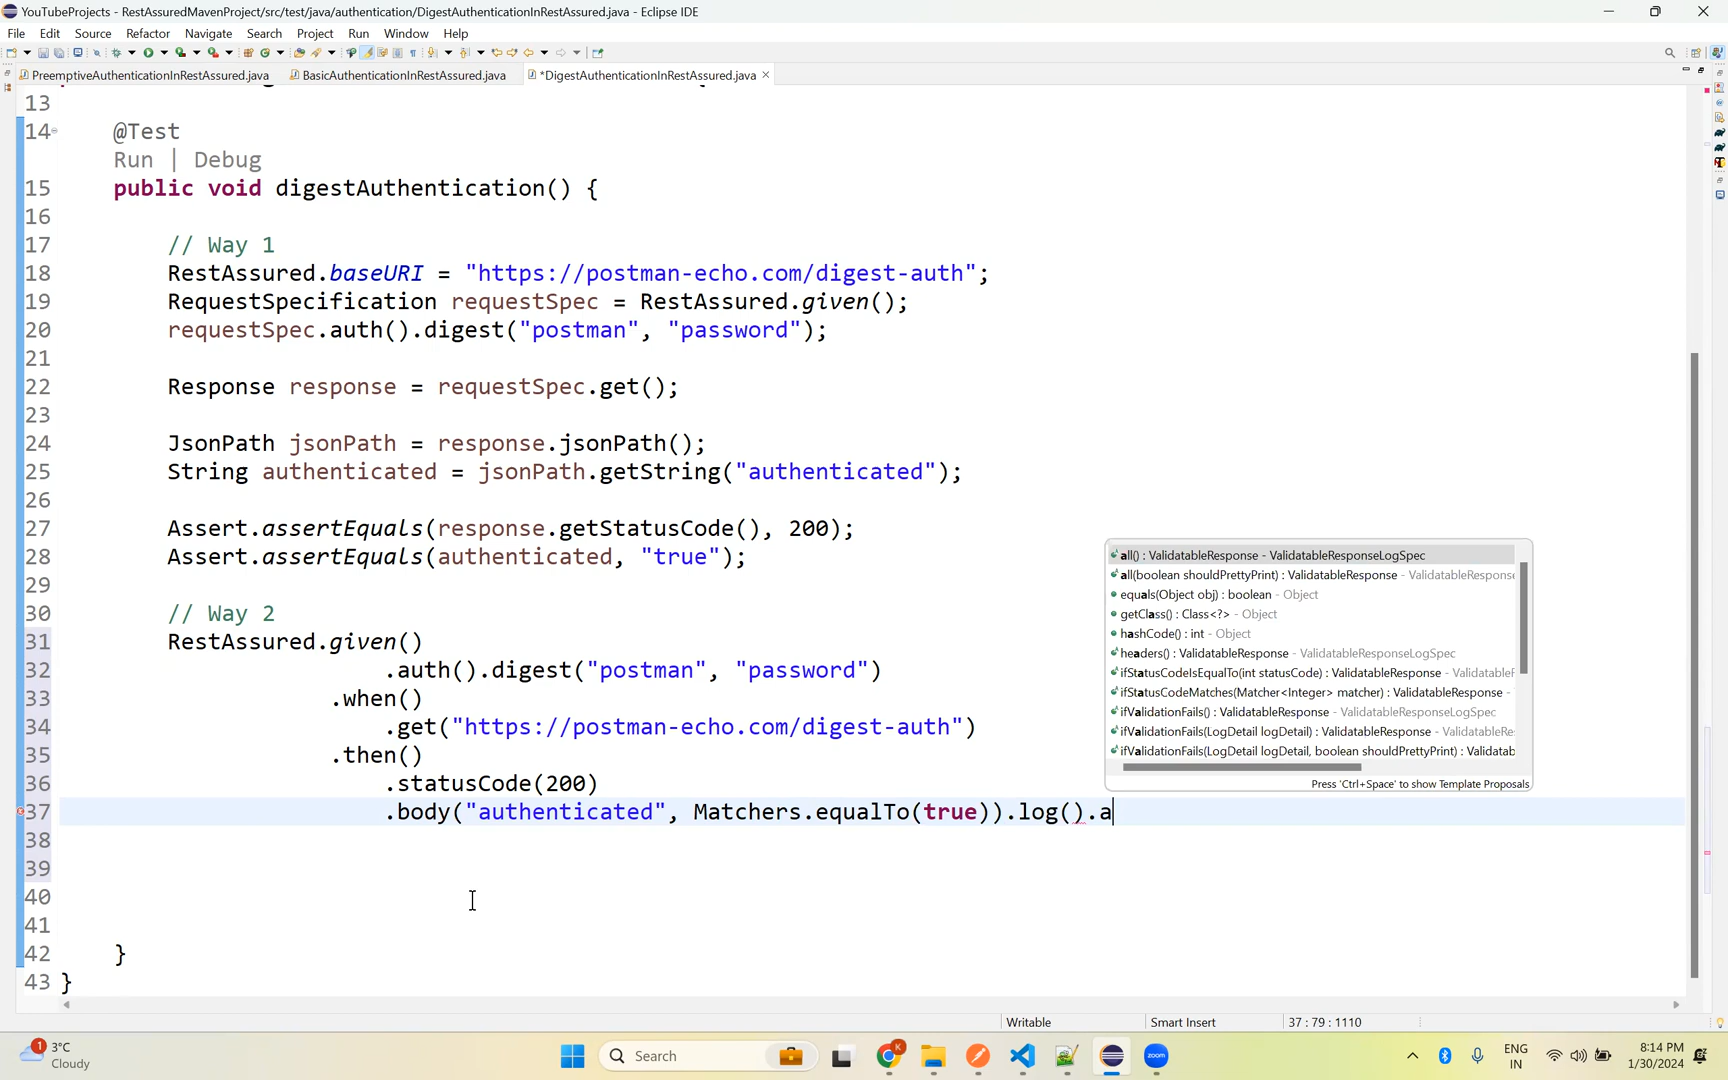 YouTubeProjects - RestAssuredMavenProject/src/test/java/authentication/DigestAuthenticationInRestAssured.java - Eclipse IDE
File Edit Source Refactor Navigate Search Project Run Window Help
PreemptiveAuthenticationInRestAssured.java BasicAuthenticationInRestAssured.java *DigestAuthenticationInRestAssured.java
13
14 @Test
Run | Debug
15 public void digestAuthentication() {
16
17 // Way 1
18 RestAssured.baseURI = "https://postman-echo.com/digest-auth";
19 RequestSpecification requestSpec = RestAssured.given();
20 requestSpec.auth().digest("postman", "password");
21
22 Response response = requestSpec.get();
23
24 JsonPath jsonPath = response.jsonPath();
25 String authenticated = jsonPath.getString("authenticated");
26
27 Assert.assertEquals(response.getStatusCode(), 200);
28 Assert.assertEquals(authenticated, "true");
29
30 // Way 2
31 RestAssured.given()
32 .auth().digest("postman", "password")
33 .when()
34 .get("https://postman-echo.com/digest-auth")
35 .then()
36 .statusCode(200)
37 .body("authenticated", Matchers.equalTo(true)).log().a
38
39
40
41
42 }
43 }
all() : ValidatableResponse - ValidatableResponseLogSpec
all(boolean shouldPrettyPrint) : ValidatableResponse - ValidatableRespons
equals(Object obj) : boolean - Object
getClass() : Class<?> - Object
hashCode() : int - Object
headers() : ValidatableResponse - ValidatableResponseLogSpec
ifStatusCodeIsEqualTo(int statusCode) : ValidatableResponse - Validatable
ifStatusCodeMatches(Matcher<Integer> matcher) : ValidatableResponse -
ifValidationFails() : ValidatableResponse - ValidatableResponseLogSpec
ifValidationFails(LogDetail logDetail) : ValidatableResponse - ValidatableRe
ifValidationFails(LogDetail logDetail, boolean shouldPrettyPrint) : Validatab
Press 'Ctrl+Space' to show Template Proposals
Writable Smart Insert 37 : 79 : 1110
1 3°C
Cloudy
Search
zoom
ENG
IN
8:14 PM
1/30/2024